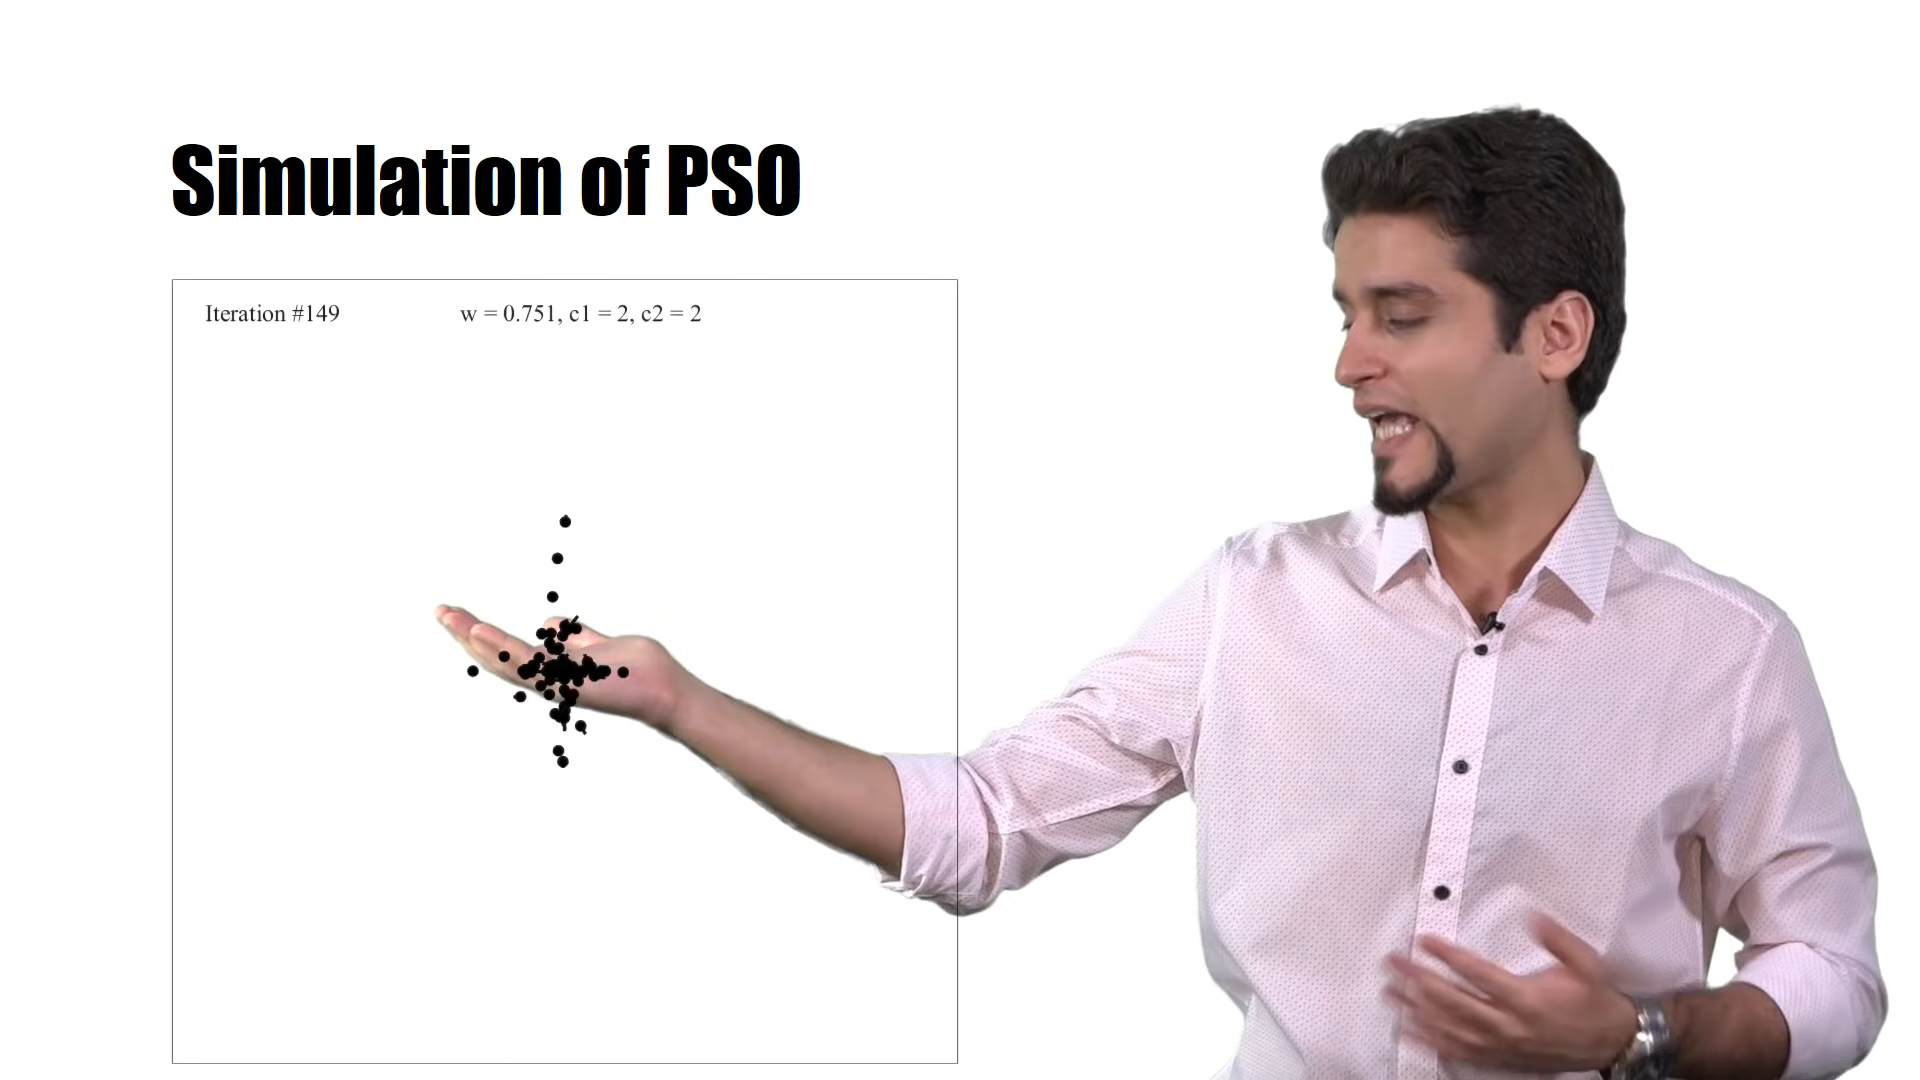 Simulation of PSO
Iteration #149
w = 0.751, c1 = 2, c2 = 2